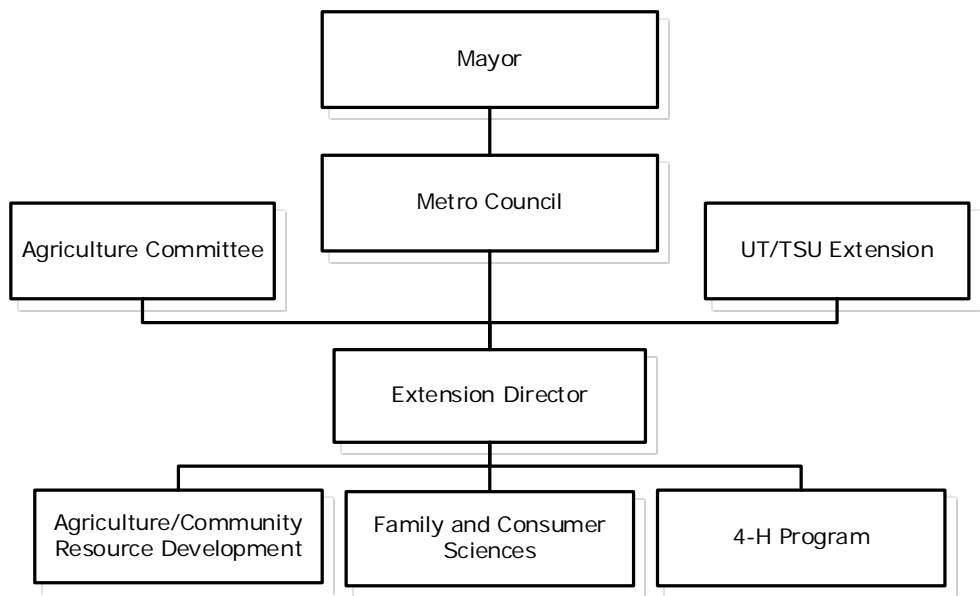 Mayor
Metro Council
Agriculture Committee
UT/TSU Extension
Extension Director
Agriculture/Community
Resource Development
Family and Consumer
Sciences
4-H Program